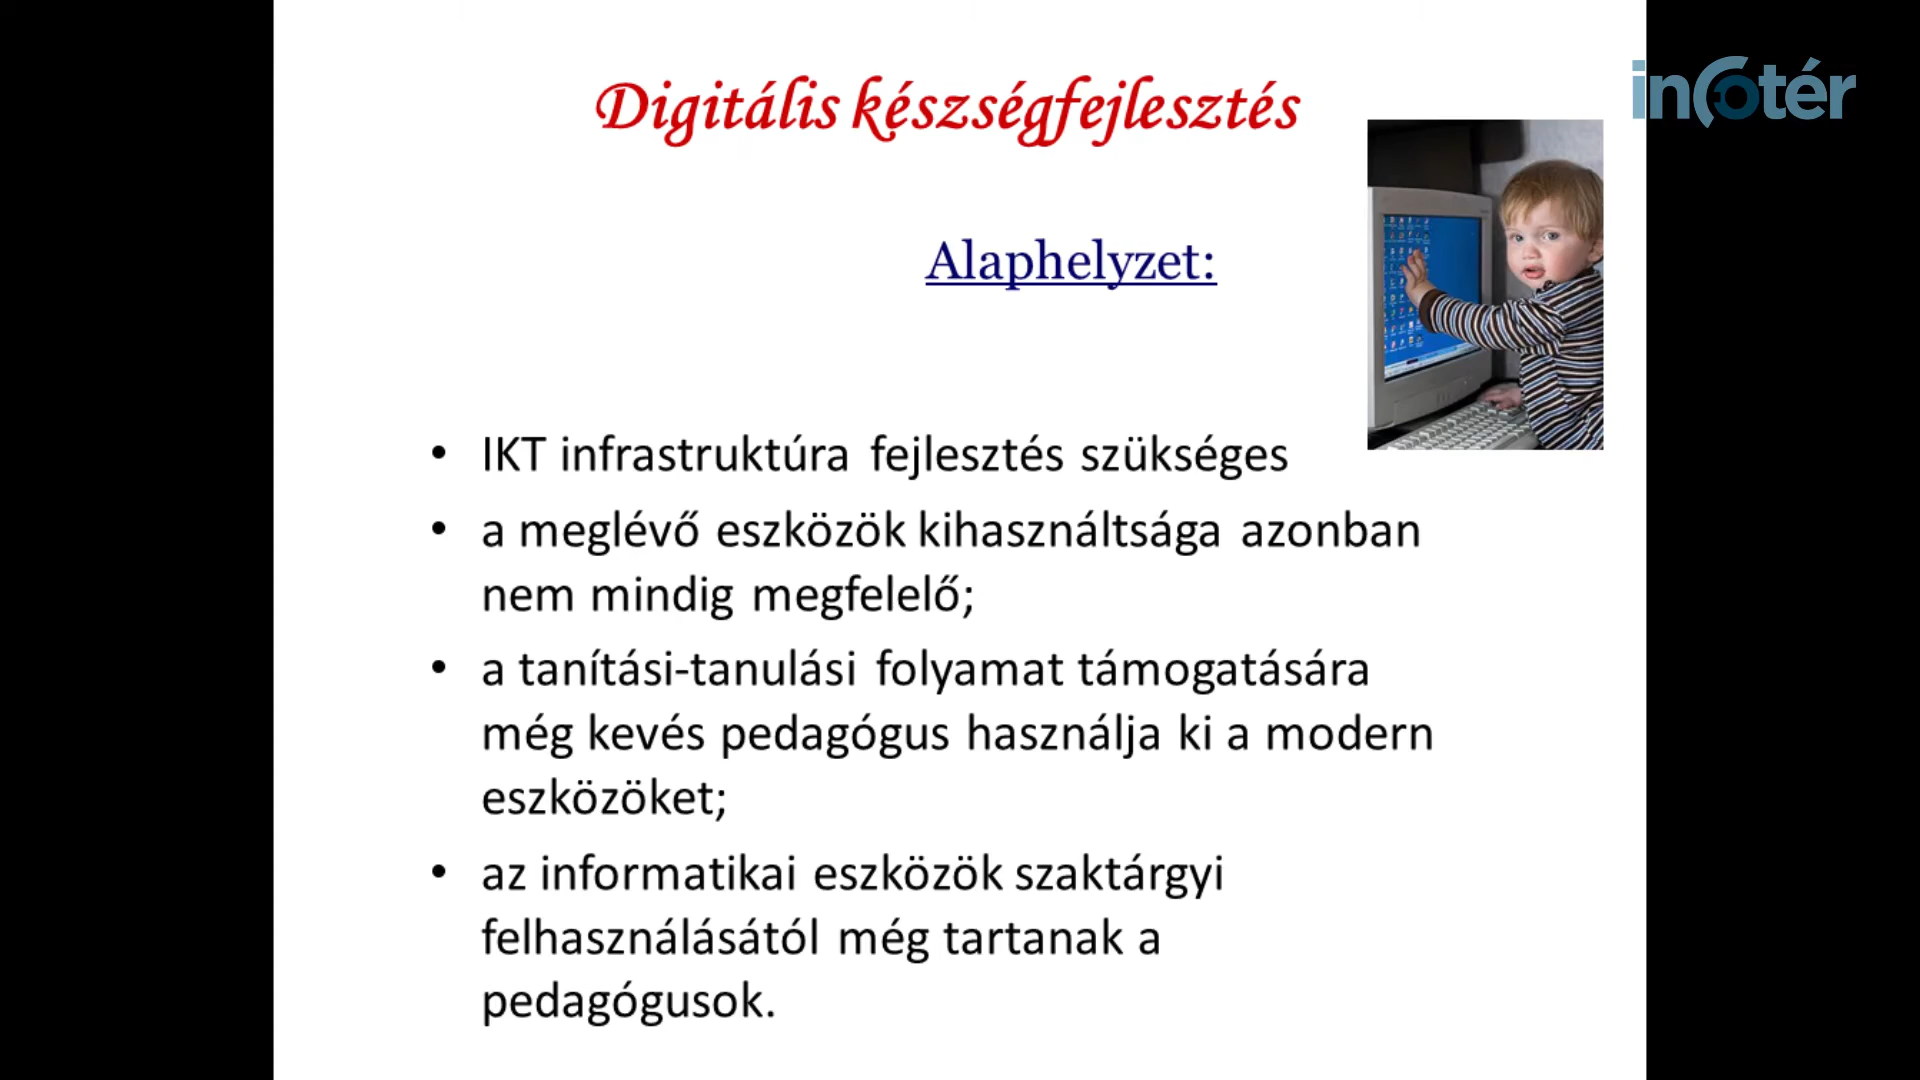 Digitális készségfejlesztés
infotér
Alaphelyzet:
• IKT infrastruktúra fejlesztés szükséges
• a meglévő eszközök kihasználtsága azonban
nem mindig megfelelő;
• a tanítási-tanulási folyamat támogatására
még kevés pedagógus használja ki a modern
eszközöket;
• az informatikai eszközök szaktárgyi
felhasználásától még tartanak a
pedagógusok.